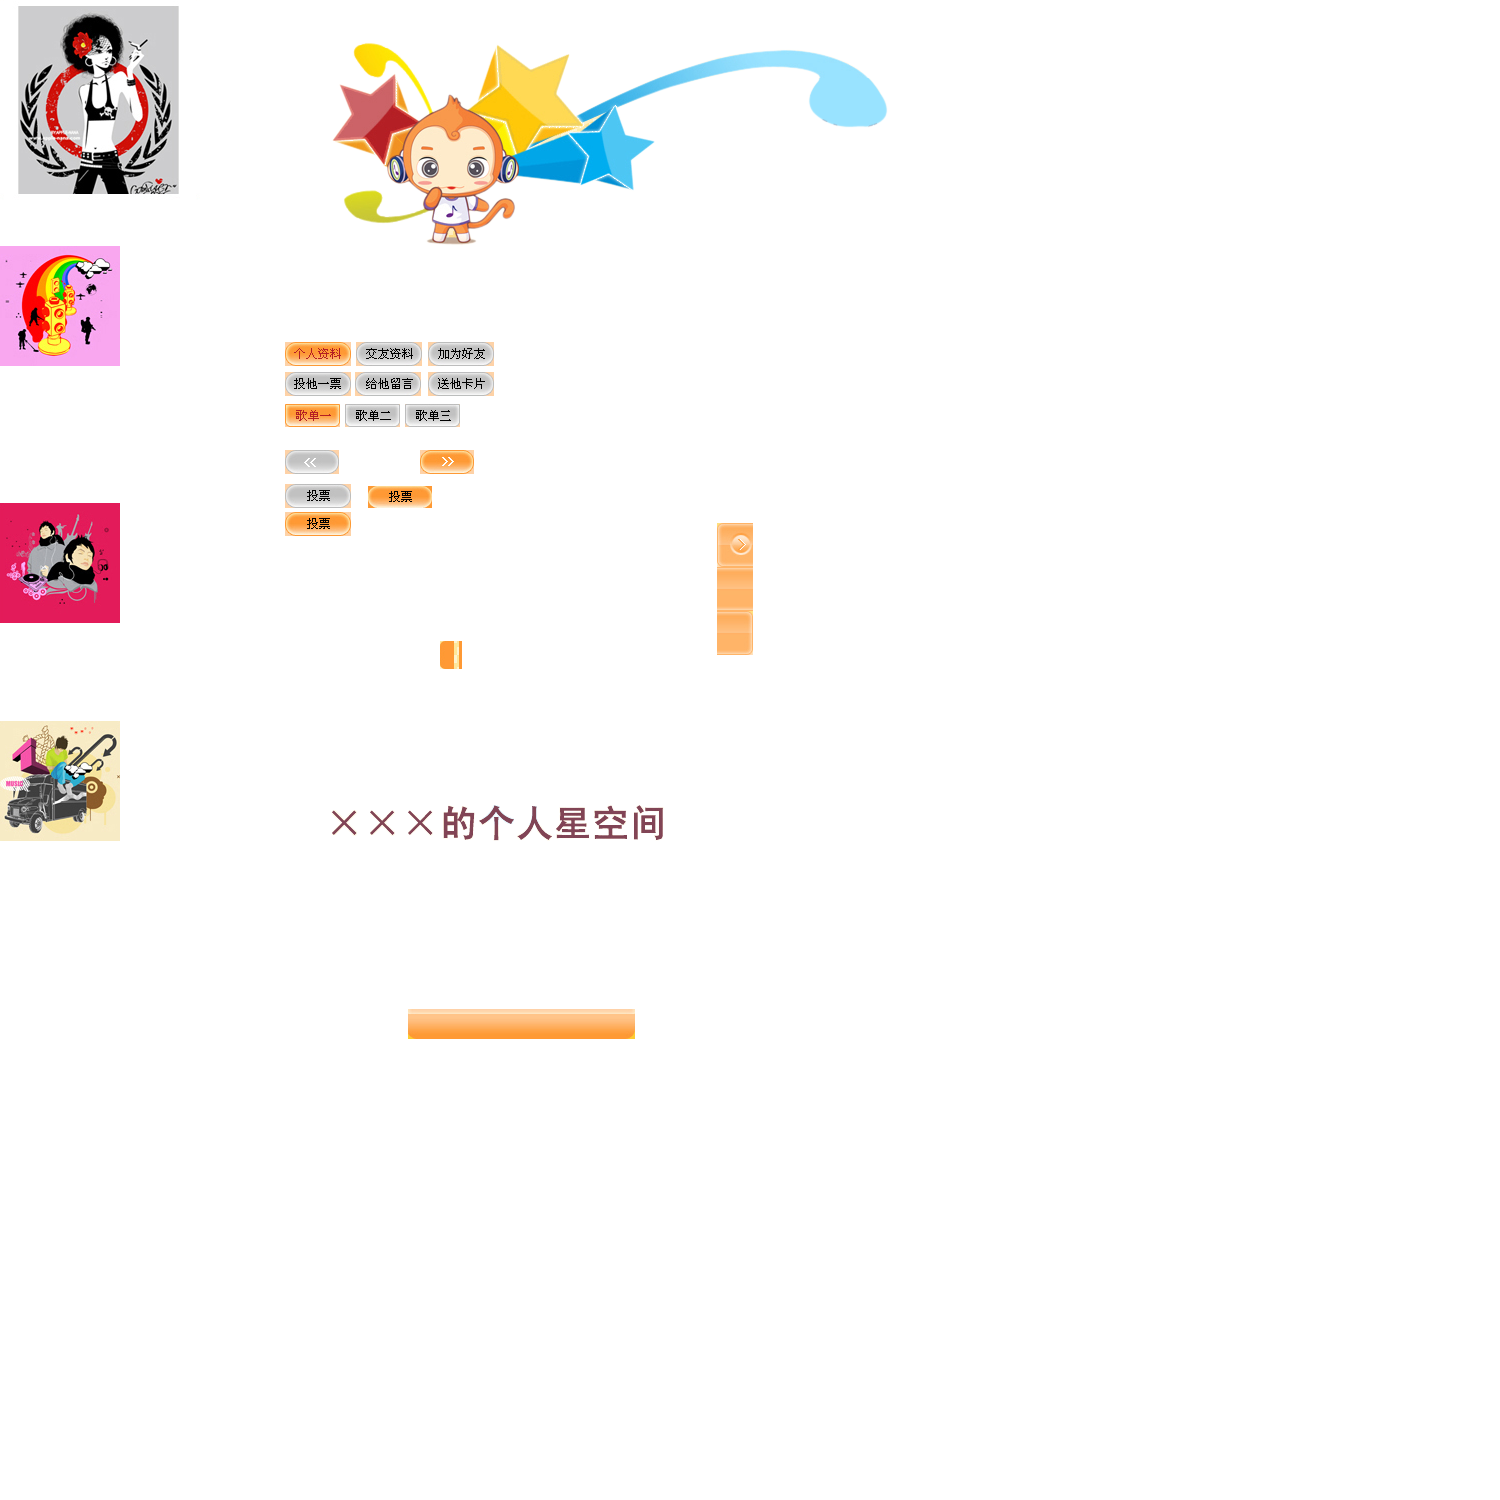 个人资料 交友资料 加为好友
投他一票 给他留言 送他卡片
歌单一 歌单二 歌单三
<< >>
投票 投票
投票
MUSIC
×××的个人星空间